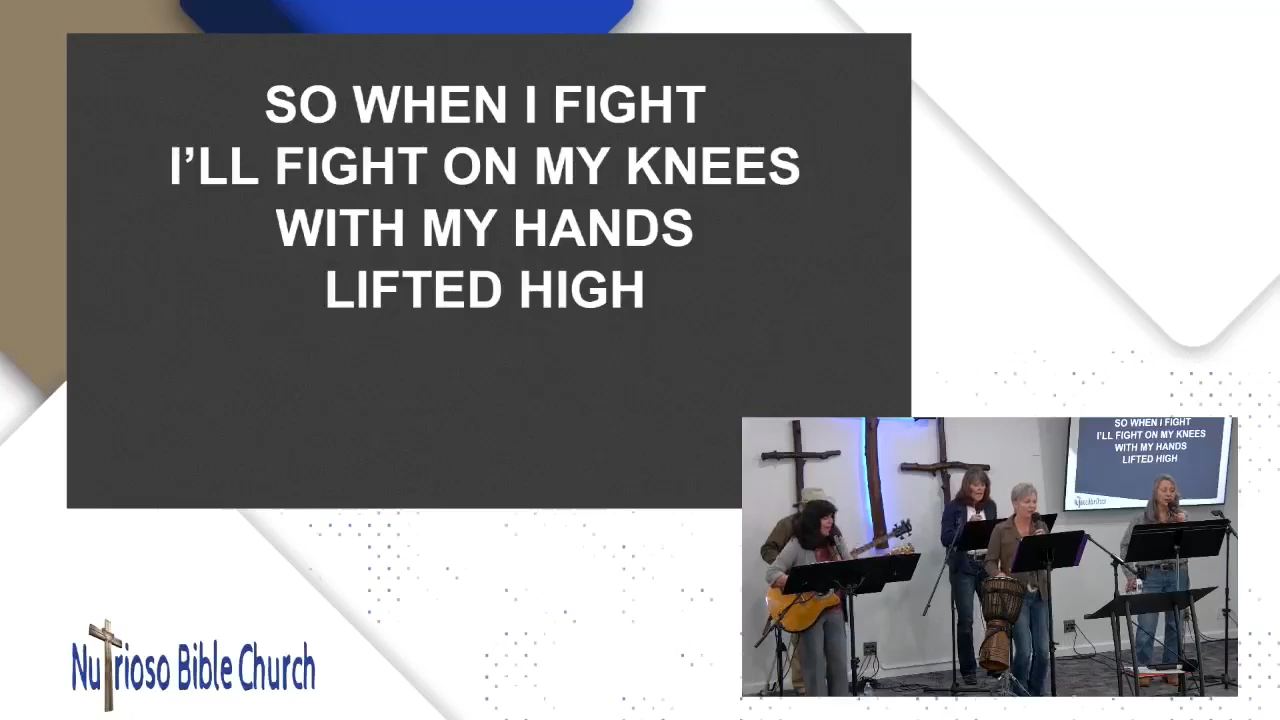 SO WHEN I FIGHT
I’LL FIGHT ON MY KNEES
WITH MY HANDS
LIFTED HIGH
SO WHEN I FIGHT
I'LL FIGHT ON MY KNEES
WITH MY HANDS
LIFTED HIGH
Nutrioso Bible Church